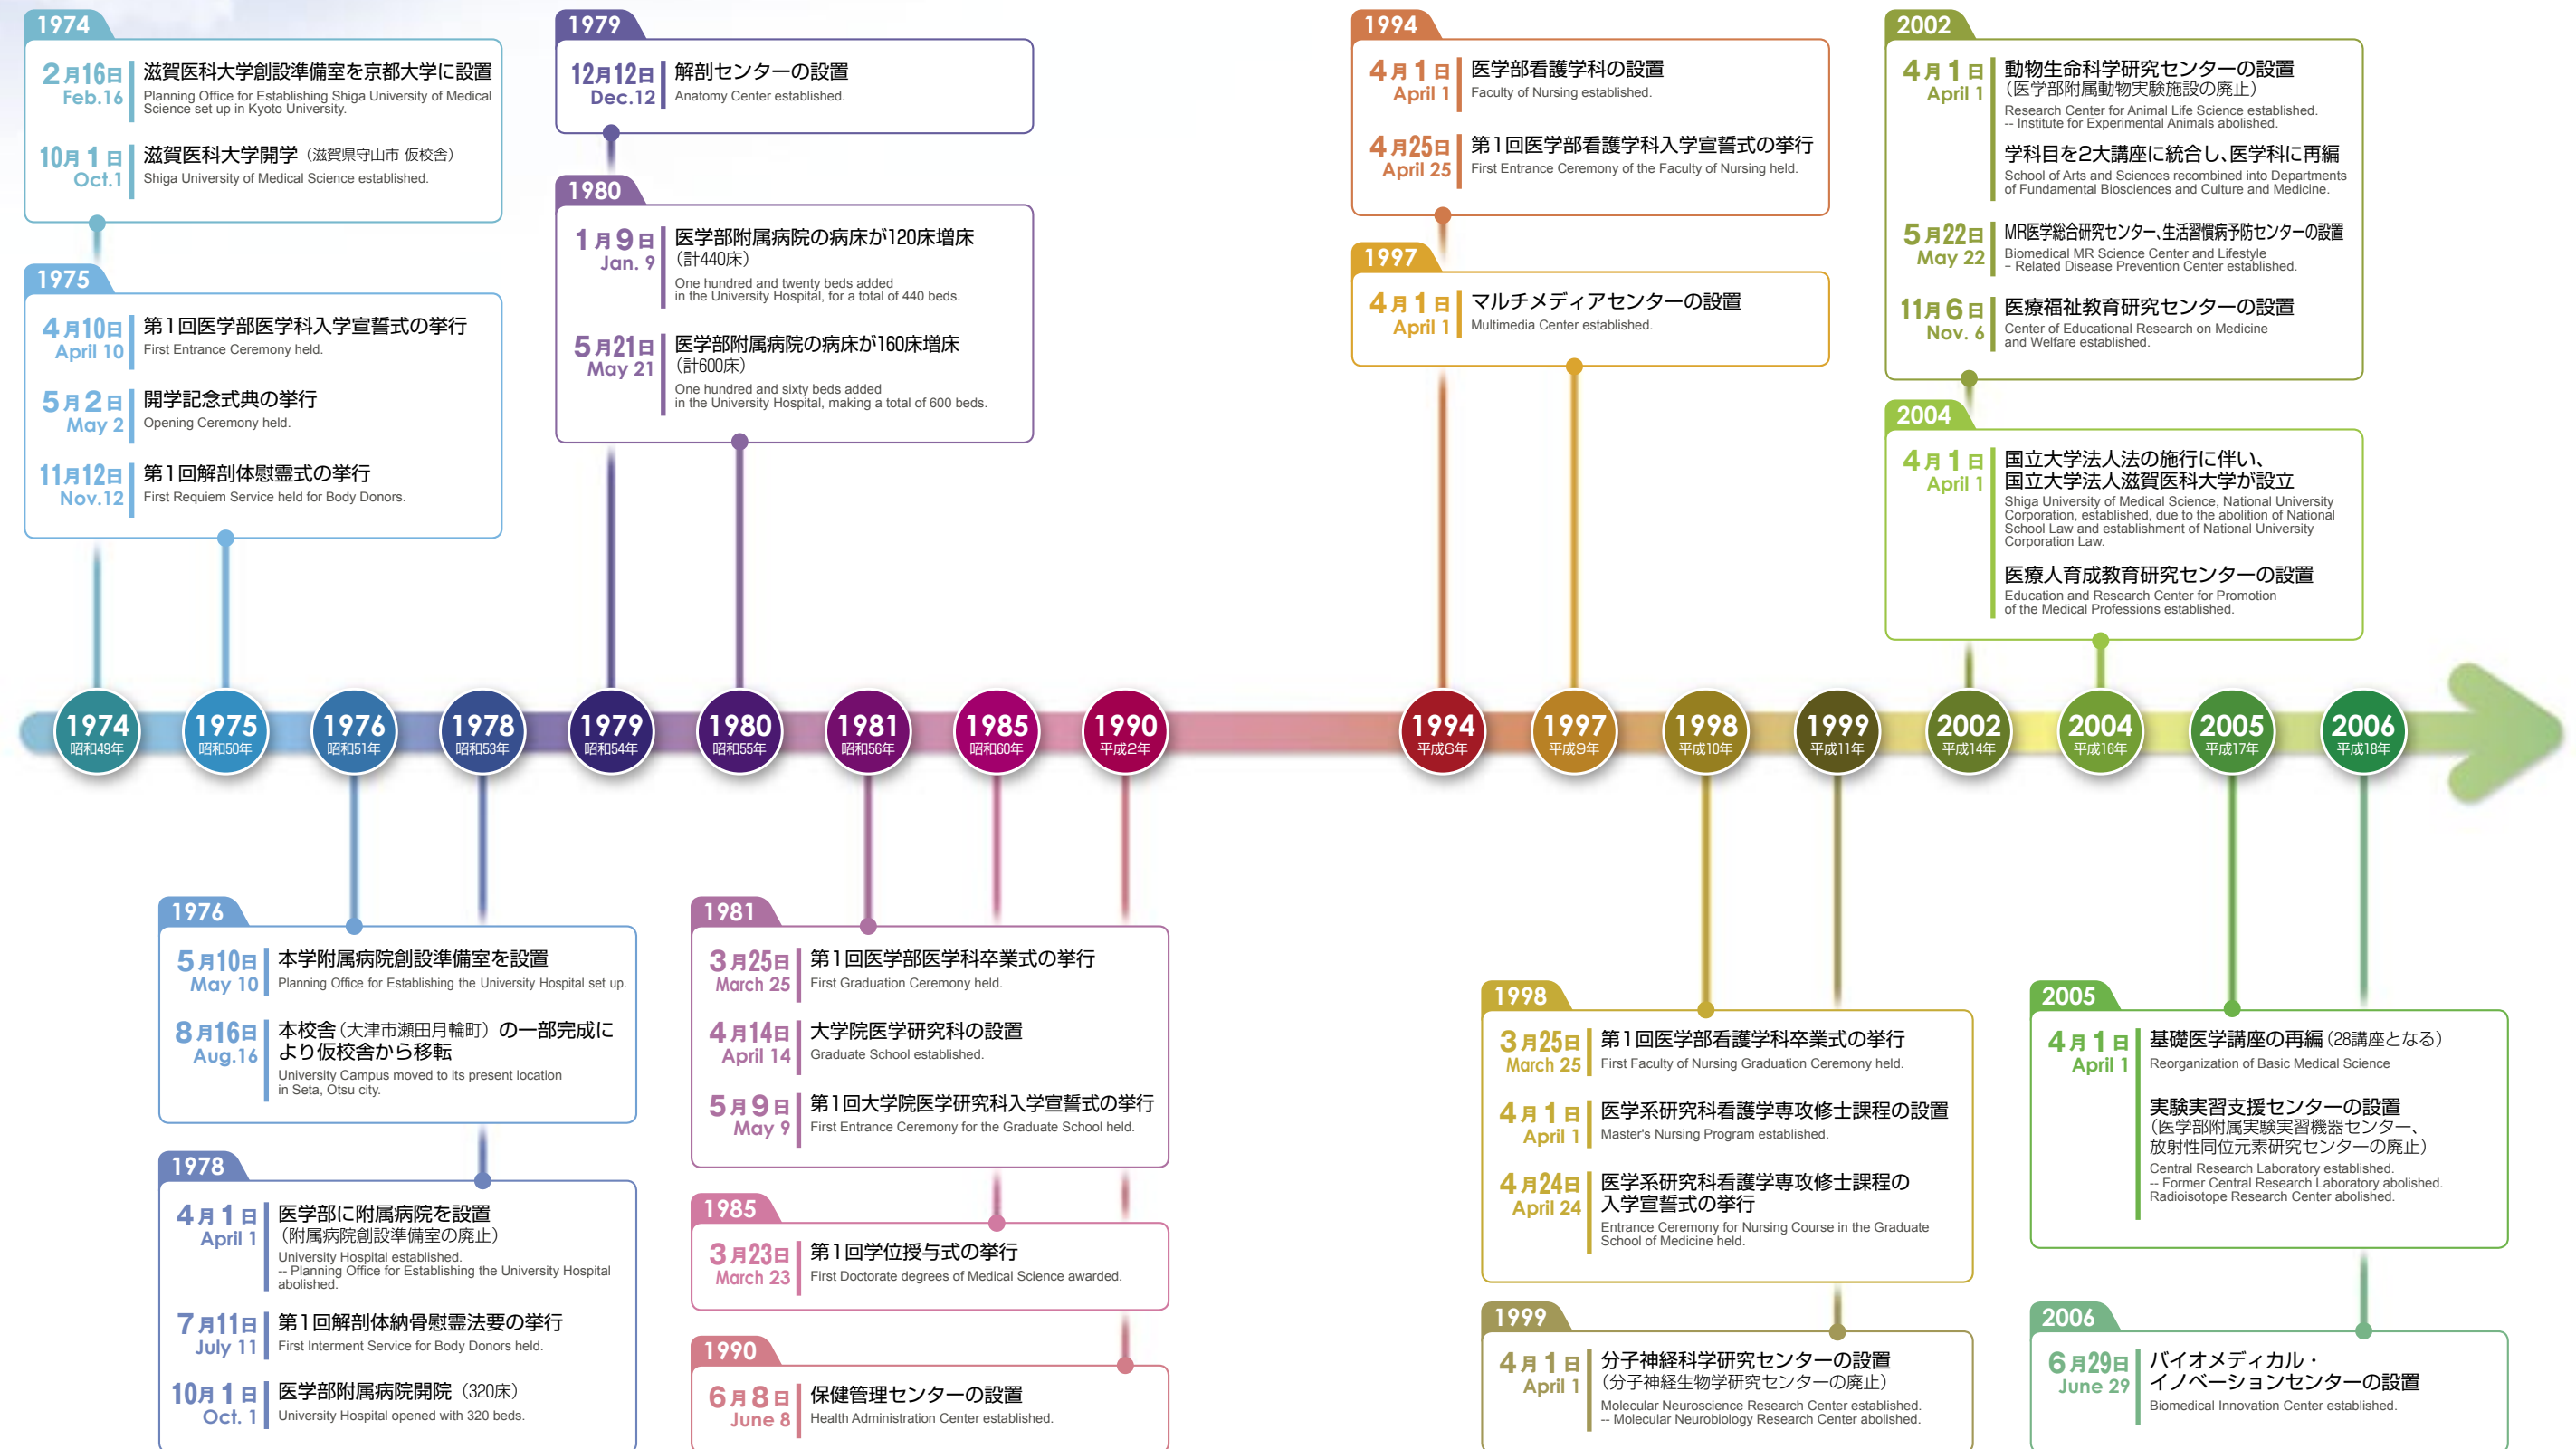 1974
2月16日
Feb.16
滋賀医科大学創設準備室を京都大学に設置
Planning Office for Establishing Shiga University of Medical
Science set up in Kyoto University.
10月1日
Oct.1
滋賀医科大学開学（滋賀県守山市 仮校舎）
Shiga University of Medical Science established.
1975
4月10日
April 10
第1回医学部医学科入学宣誓式の挙行
First Entrance Ceremony held.
5月2日
May 2
開学記念式典の挙行
Opening Ceremony held.
11月12日
Nov.12
第1回解剖体慰霊式の挙行
First Requiem Service held for Body Donors.
1979
12月12日
Dec.12
解剖センターの設置
Anatomy Center established.
1980
1月9日
Jan. 9
医学部附属病院の病床が120床増床
（計440床）
One hundred and twenty beds added
in the University Hospital, for a total of 440 beds.
5月21日
May 21
医学部附属病院の病床が160床増床
（計600床）
One hundred and sixty beds added
in the University Hospital, making a total of 600 beds.
1994
4月1日
April 1
医学部看護学科の設置
Faculty of Nursing established.
4月25日
April 25
第1回医学部看護学科入学宣誓式の挙行
First Entrance Ceremony of the Faculty of Nursing held.
1997
4月1日
April 1
マルチメディアセンターの設置
Multimedia Center established.
2002
4月1日
April 1
動物生命科学研究センターの設置
（医学部附属動物実験施設の廃止）
Research Center for Animal Life Science established.
-- Institute for Experimental Animals abolished.
学科目を2大講座に統合し、医学科に再編
School of Arts and Sciences recombined into Departments
of Fundamental Biosciences and Culture and Medicine.
5月22日
May 22
MR医学総合研究センター、生活習慣病予防センターの設置
Biomedical MR Science Center and Lifestyle
– Related Disease Prevention Center established.
11月6日
Nov. 6
医療福祉教育研究センターの設置
Center of Educational Research on Medicine
and Welfare established.
2004
4月1日
April 1
国立大学法人法の施行に伴い、
国立大学法人滋賀医科大学が設立
Shiga University of Medical Science, National University
Corporation, established, due to the abolition of National
School Law and establishment of National University
Corporation Law.
医療人育成教育研究センターの設置
Education and Research Center for Promotion
of the Medical Professions established.
1974
昭和49年
1975
昭和50年
1976
昭和51年
1978
昭和53年
1979
昭和54年
1980
昭和55年
1981
昭和56年
1985
昭和60年
1990
平成2年
1994
平成6年
1997
平成9年
1998
平成10年
1999
平成11年
2002
平成14年
2004
平成16年
2005
平成17年
2006
平成18年
1976
5月10日
May 10
本学附属病院創設準備室を設置
Planning Office for Establishing the University Hospital set up.
8月16日
Aug.16
本校舎（大津市瀬田月輪町）の一部完成に
より仮校舎から移転
University Campus moved to its present location
in Seta, Otsu city.
1978
4月1日
April 1
医学部に附属病院を設置
（附属病院創設準備室の廃止）
University Hospital established.
-- Planning Office for Establishing the University Hospital
abolished.
7月11日
July 11
第1回解剖体納骨慰霊法要の挙行
First Interment Service for Body Donors held.
10月1日
Oct. 1
医学部附属病院開院（320床）
University Hospital opened with 320 beds.
1981
3月25日
March 25
第1回医学部医学科卒業式の挙行
First Graduation Ceremony held.
4月14日
April 14
大学院医学研究科の設置
Graduate School established.
5月9日
May 9
第1回大学院医学研究科入学宣誓式の挙行
First Entrance Ceremony for the Graduate School held.
1985
3月23日
March 23
第1回学位授与式の挙行
First Doctorate degrees of Medical Science awarded.
1990
6月8日
June 8
保健管理センターの設置
Health Administration Center established.
1998
3月25日
March 25
第1回医学部看護学科卒業式の挙行
First Faculty of Nursing Graduation Ceremony held.
4月1日
April 1
医学系研究科看護学専攻修士課程の設置
Master's Nursing Program established.
4月24日
April 24
医学系研究科看護学専攻修士課程の
入学宣誓式の挙行
Entrance Ceremony for Nursing Course in the Graduate
School of Medicine held.
1999
4月1日
April 1
分子神経科学研究センターの設置
（分子神経生物学研究センターの廃止）
Molecular Neuroscience Research Center established.
-- Molecular Neurobiology Research Center abolished.
2005
4月1日
April 1
基礎医学講座の再編（28講座となる）
Reorganization of Basic Medical Science
実験実習支援センターの設置
（医学部附属実験実習機器センター、
放射性同位元素研究センターの廃止）
Central Research Laboratory established.
-- Former Central Research Laboratory abolished.
Radioisotope Research Center abolished.
2006
6月29日
June 29
バイオメディカル・
イノベーションセンターの設置
Biomedical Innovation Center established.